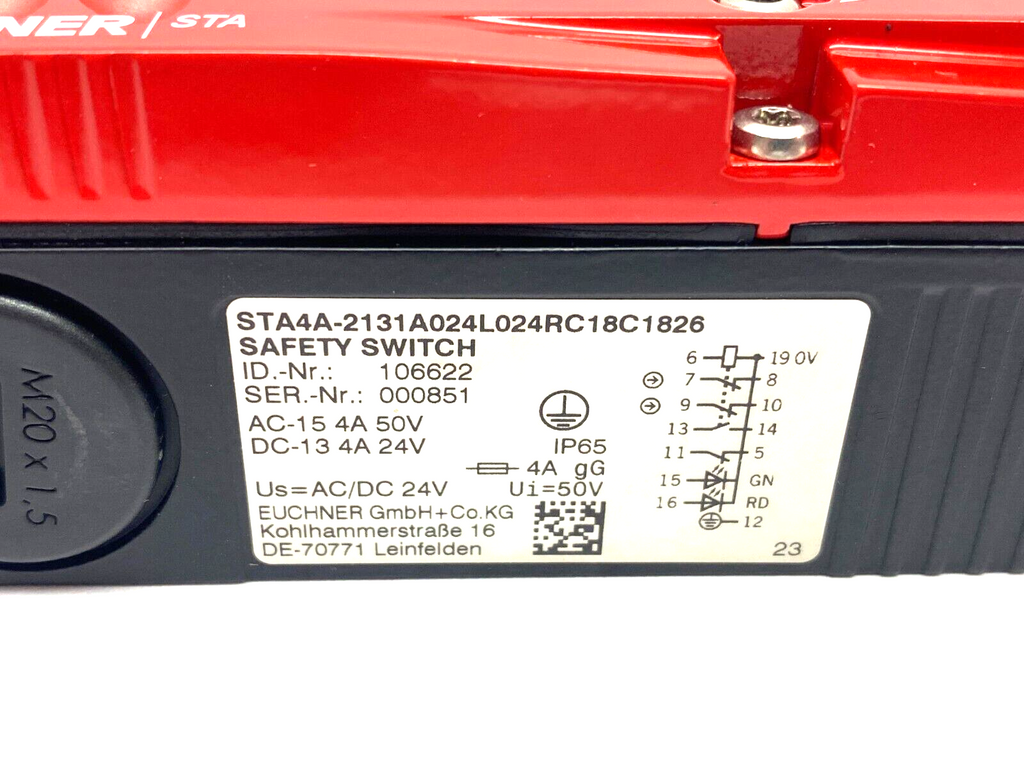 NER / STA
STA4A-2131A024L024RC18C1826
SAFETY SWITCH
ID.-Nr.: 106622
SER.-Nr.: 000851
AC-15 4A 50V
DC-13 4A 24V
IP65
4A gG
Us=AC/DC 24V Ui=50V
EUCHNER GmbH+Co.KG
Kohlhammerstraße 16
DE-70771 Leinfelden
6 19 0V
7 8
9 10
13 14
11 5
15 GN
16 RD
12
23
M20 x 1,5